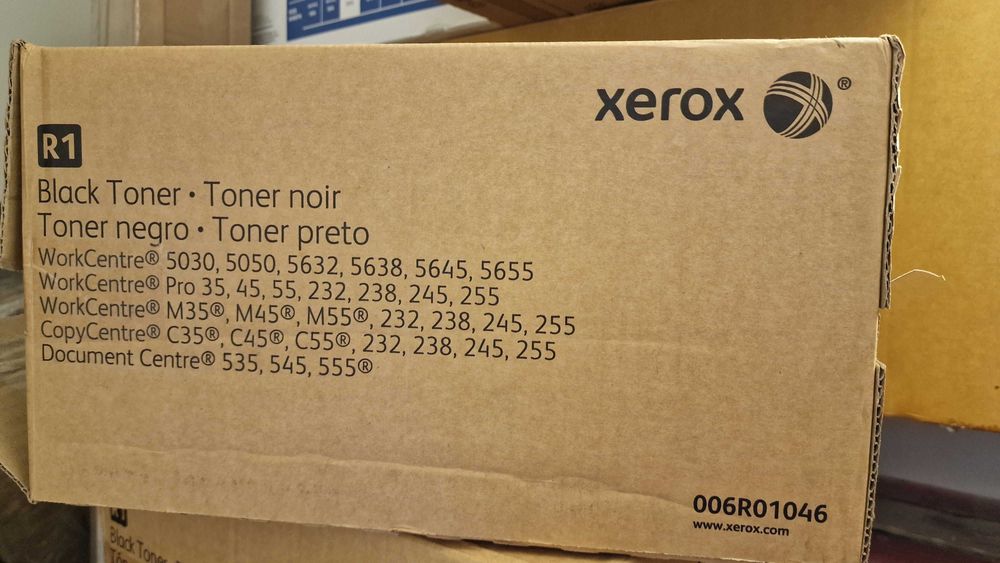 xerox ®
R1
Black Toner • Toner noir
Toner negro • Toner preto
WorkCentre® 5030, 5050, 5632, 5638, 5645, 5655
WorkCentre® Pro 35, 45, 55, 232, 238, 245, 255
WorkCentre® M35®, M45®, M55®, 232, 238, 245, 255
CopyCentre® C35®, C45®, C55®, 232, 238, 245, 255
Document Centre® 535, 545, 555®
006R01046
www.xerox.com
Black Toner